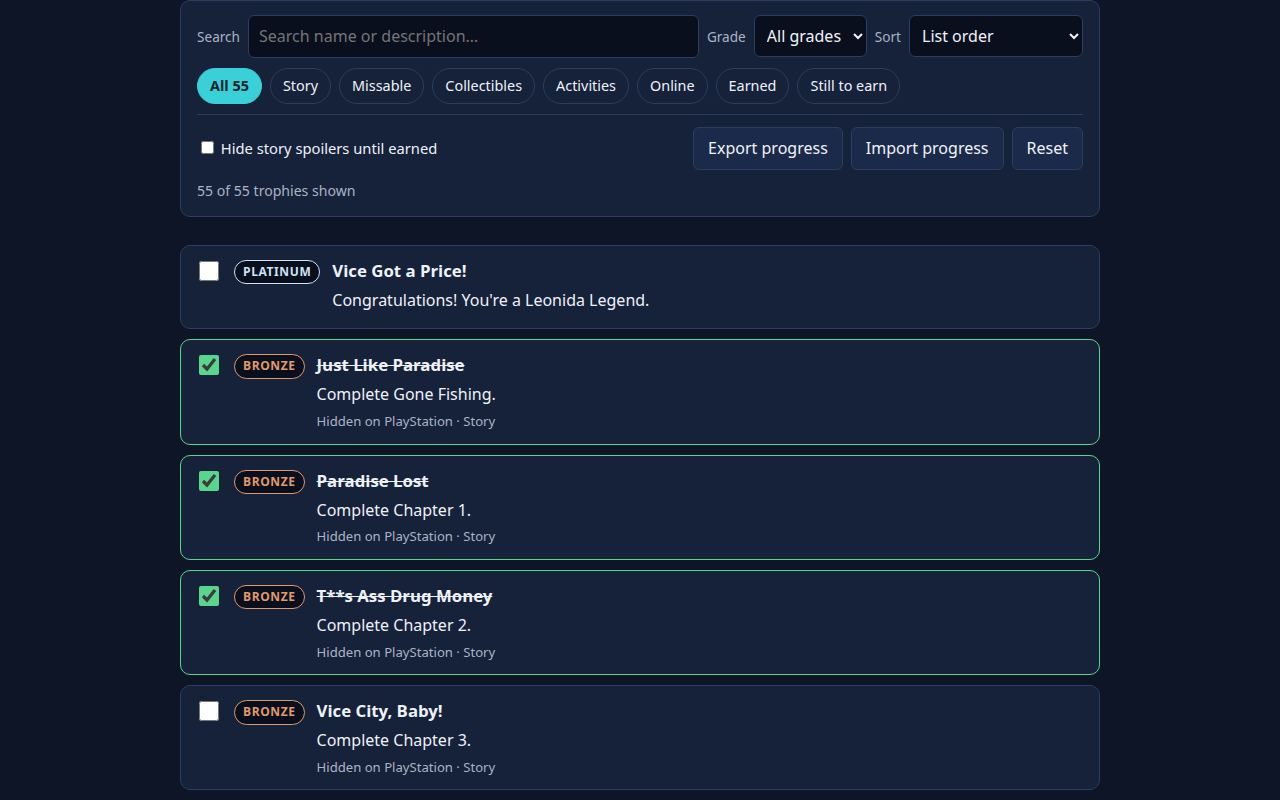 Search Search name or description... Grade All grades Sort List order
All 55 Story Missable Collectibles Activities Online Earned Still to earn
Hide story spoilers until earned Export progress Import progress Reset
55 of 55 trophies shown
PLATINUM Vice Got a Price!
Congratulations! You're a Leonida Legend.
BRONZE Just Like Paradise
Complete Gone Fishing.
Hidden on PlayStation · Story
BRONZE Paradise Lost
Complete Chapter 1.
Hidden on PlayStation · Story
BRONZE T**s Ass Drug Money
Complete Chapter 2.
Hidden on PlayStation · Story
BRONZE Vice City, Baby!
Complete Chapter 3.
Hidden on PlayStation · Story